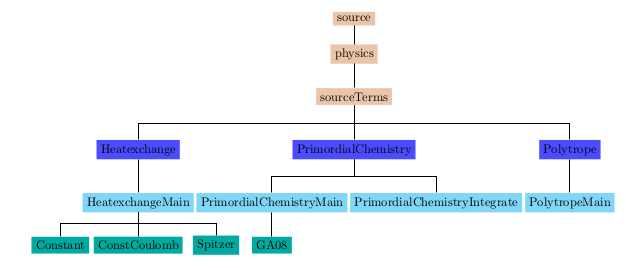 source
physics
sourceTerms
Heatexchange PrimordialChemistry Polytrope
HeatexchangeMain PrimordialChemistryMain PrimordialChemistryIntegrate PolytropeMain
Constant ConstCoulomb Spitzer GA08